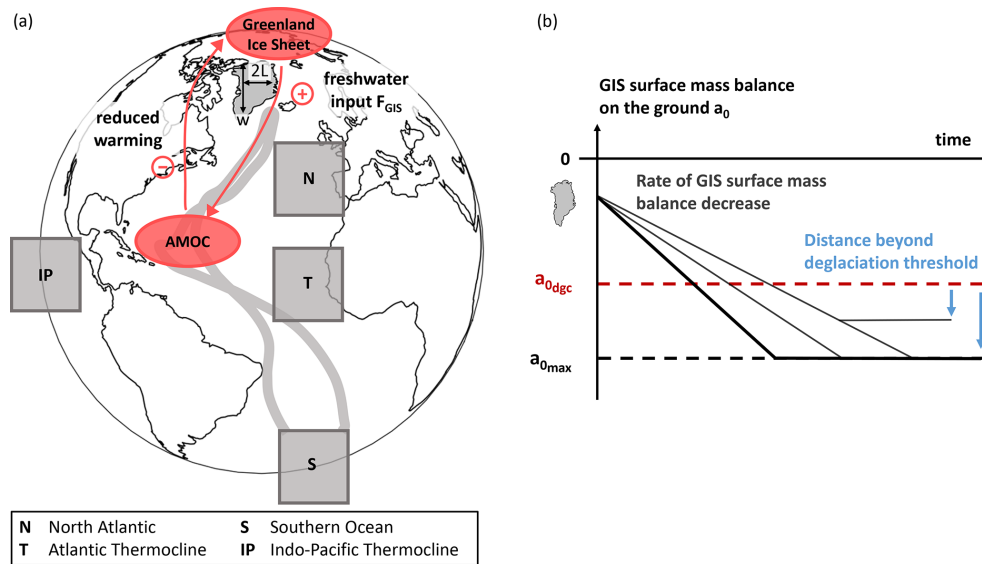 (a)
Greenland
Ice Sheet
2L
W
freshwater
input F_GIS
+
reduced
warming
−
N
AMOC
IP
T
S
N North Atlantic S Southern Ocean
T Atlantic Thermocline IP Indo-Pacific Thermocline
(b)
GIS surface mass balance
on the ground a₀
time
0
Rate of GIS surface mass
balance decrease
Distance beyond
deglaciation threshold
a₀dgc
a₀max